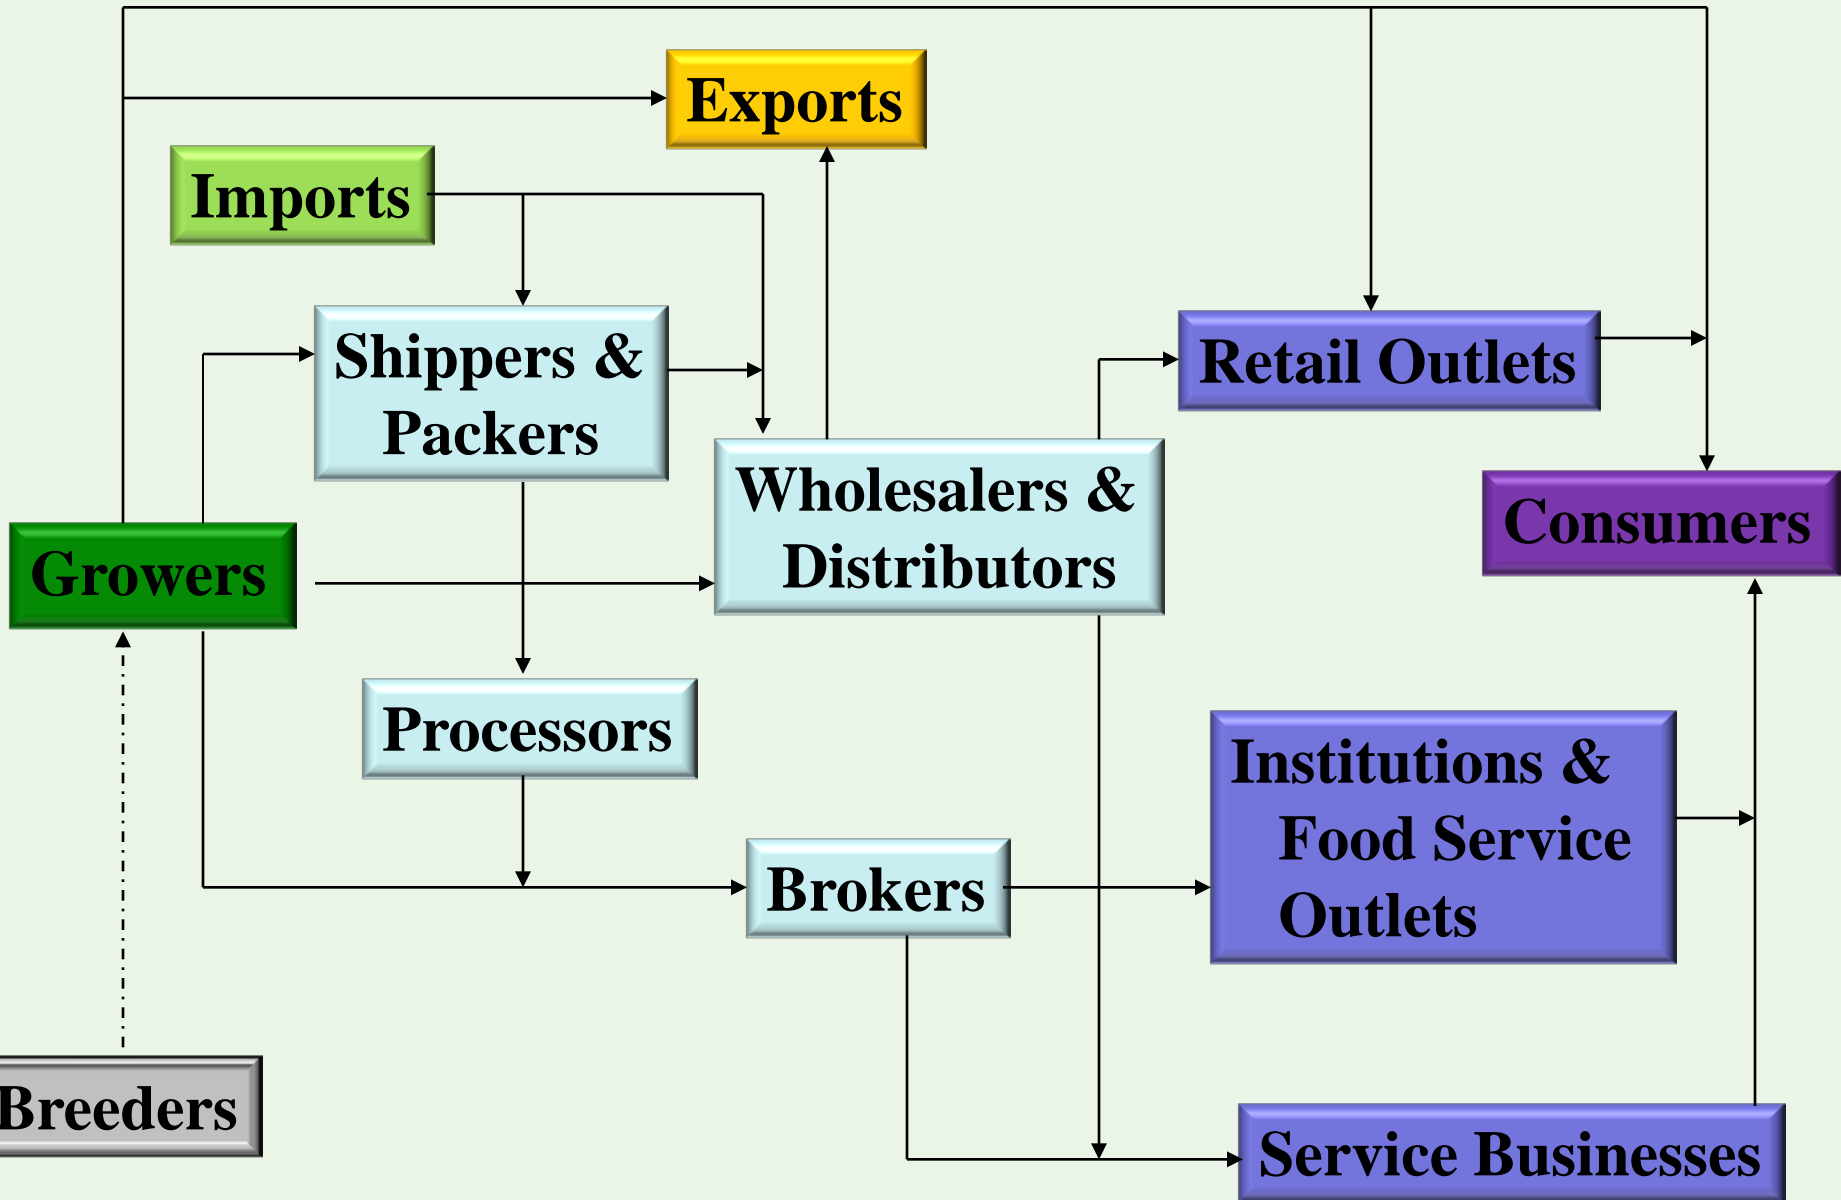 Exports
Imports
Shippers &
Packers
Retail Outlets
Wholesalers &
Distributors
Consumers
Growers
Processors
Institutions &
Food Service
Outlets
Brokers
Breeders
Service Businesses